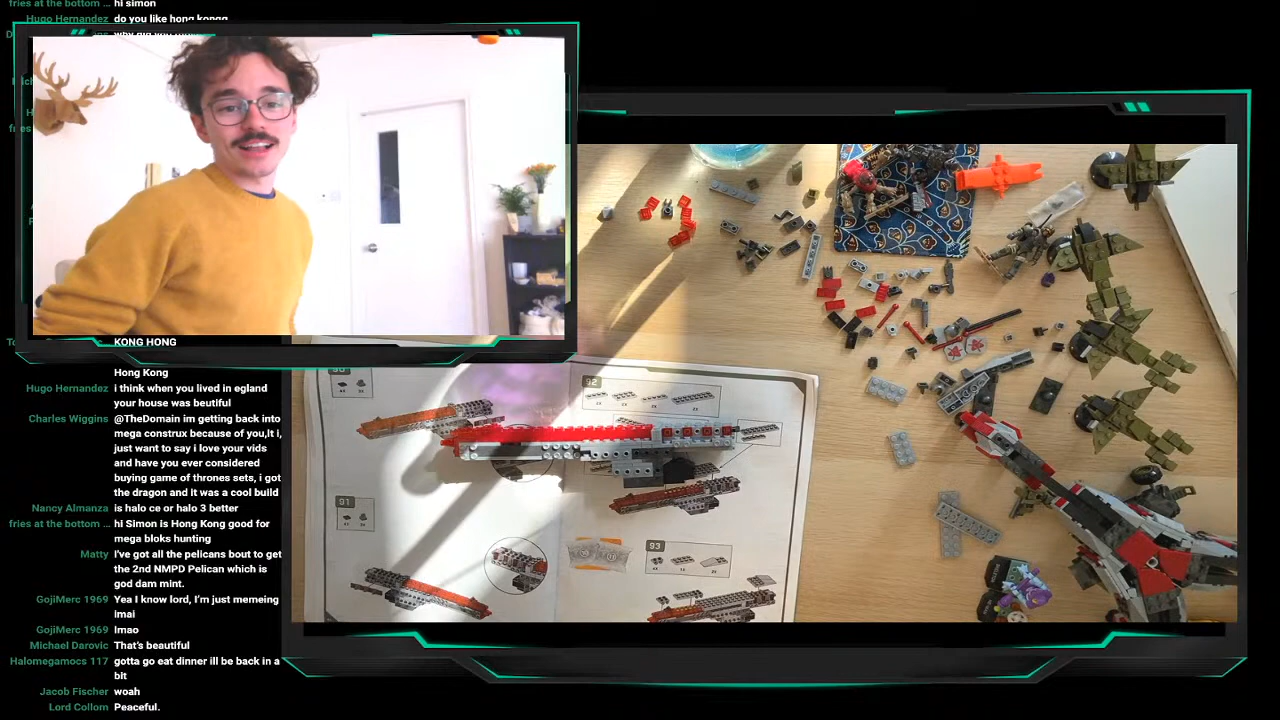 fries at the bottom ... hi simon
Hugo Hernandez do you like hong kongg
KONG HONG
Hong Kong
Hugo Hernandez i think when you lived in egland
your house was beutiful
Charles Wiggins @TheDomain im getting back into
mega construx because of you,lt i,
just want to say i love your vids
and have you ever considered
buying game of thrones sets, i got
the dragon and it was a cool build
Nancy Almanza is halo ce or halo 3 better
fries at the bottom ... hi Simon is Hong Kong good for
mega bloks hunting
Matty I've got all the pelicans bout to get
the 2nd NMPD Pelican which is
god dam mint.
GojiMerc 1969 Yea I know lord, I'm just memeing
imai
GojiMerc 1969 lmao
Michael Darovic That's beautiful
Halomegamocs 117 gotta go eat dinner ill be back in a
bit
Jacob Fischer woah
Lord Collom Peaceful.
90
92
91
93